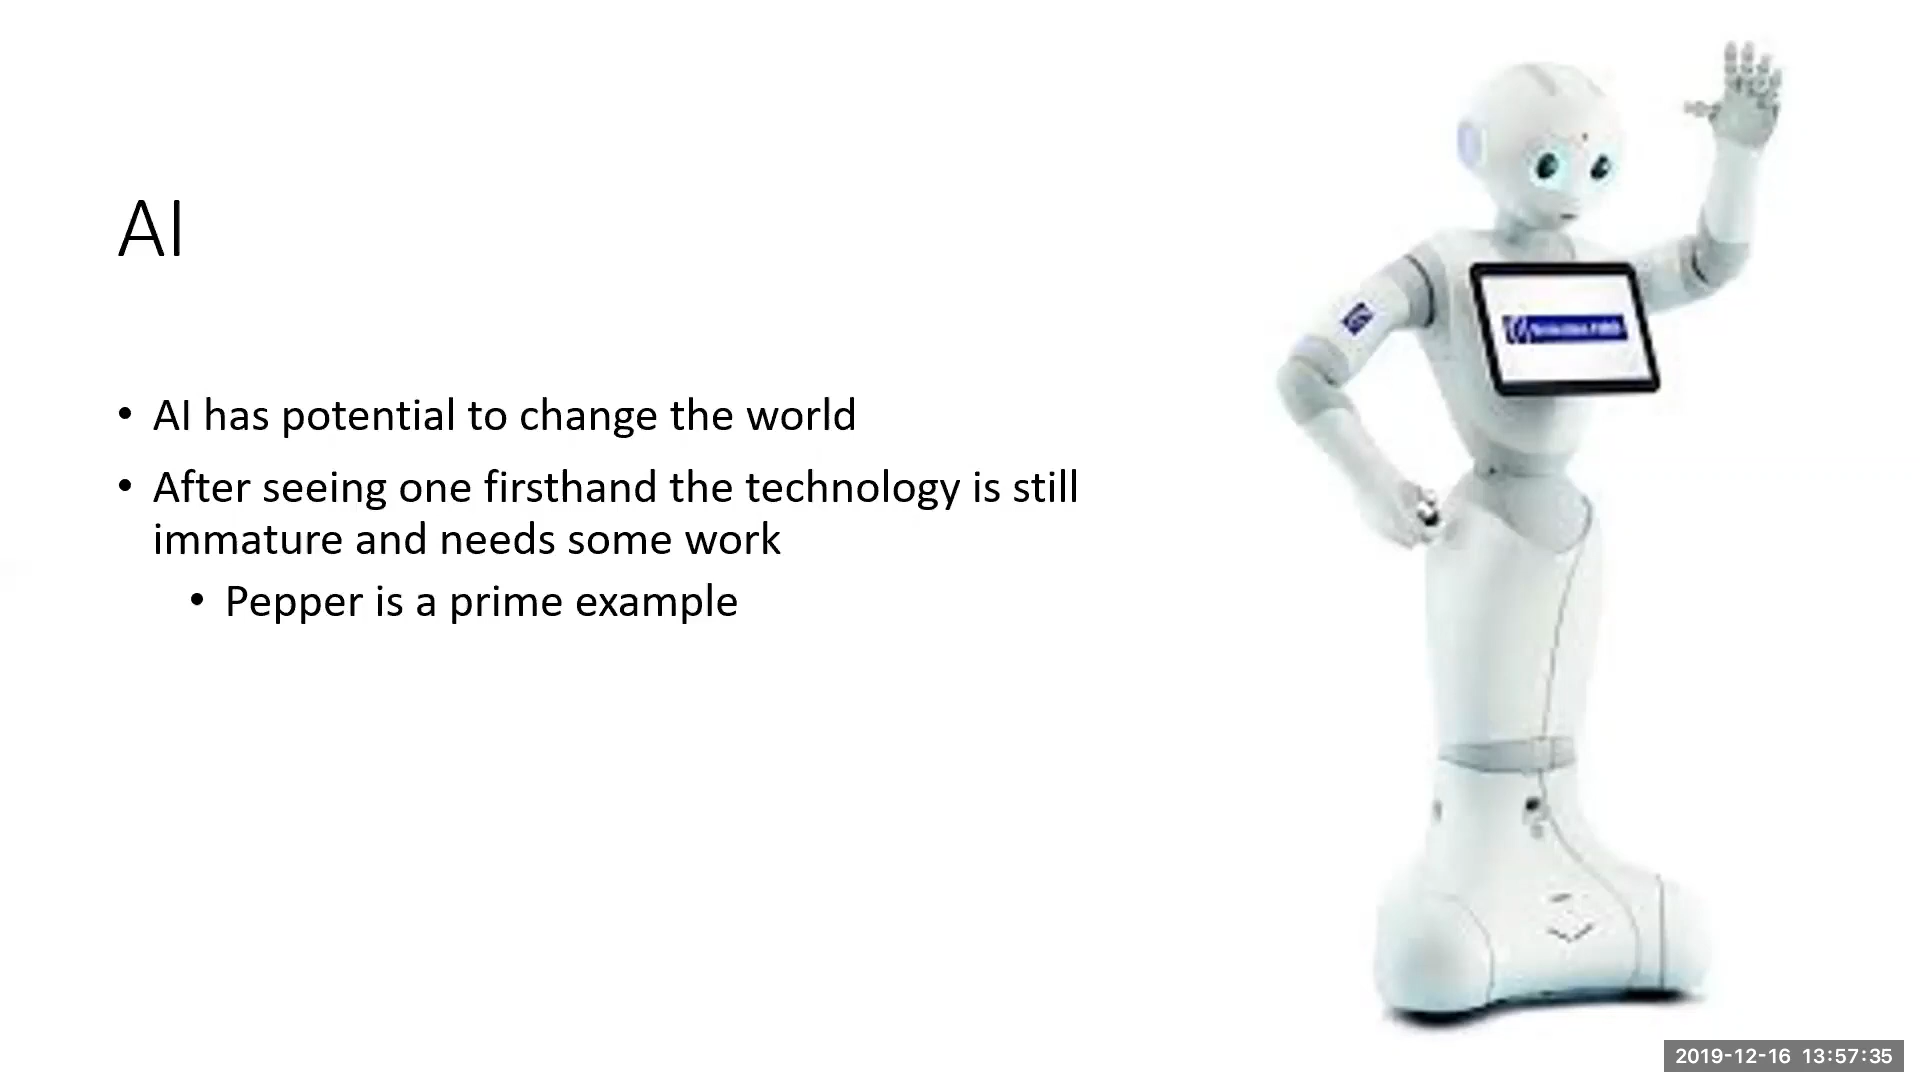 AI
• AI has potential to change the world
• After seeing one firsthand the technology is still
immature and needs some work
• Pepper is a prime example
2019-12-16 13:57:35